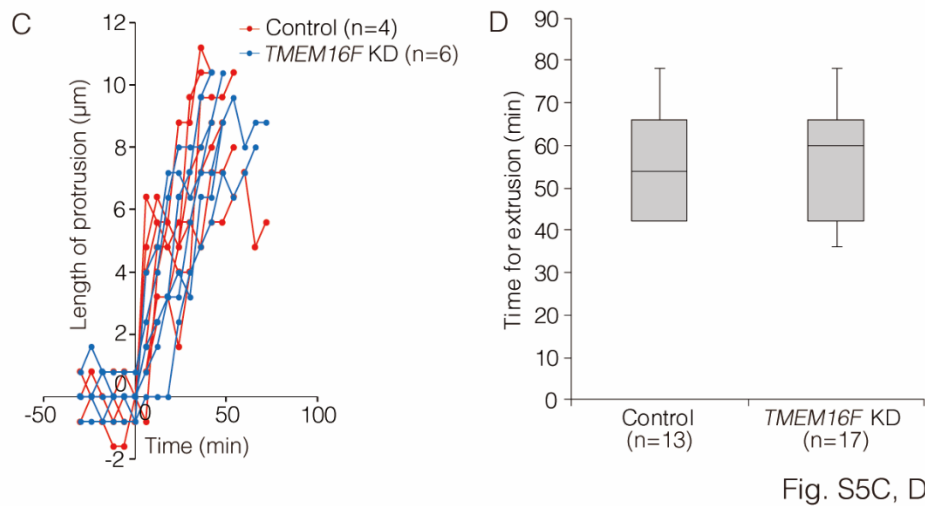 C
Control (n=4)
TMEM16F KD (n=6)
Length of protrusion (μm)
12
10
8
6
4
2
0
-2
-50
0
50
100
Time (min)
D
Time for extrusion (min)
90
80
70
60
50
40
30
20
10
0
Control
(n=13)
TMEM16F KD
(n=17)
Fig. S5C, D